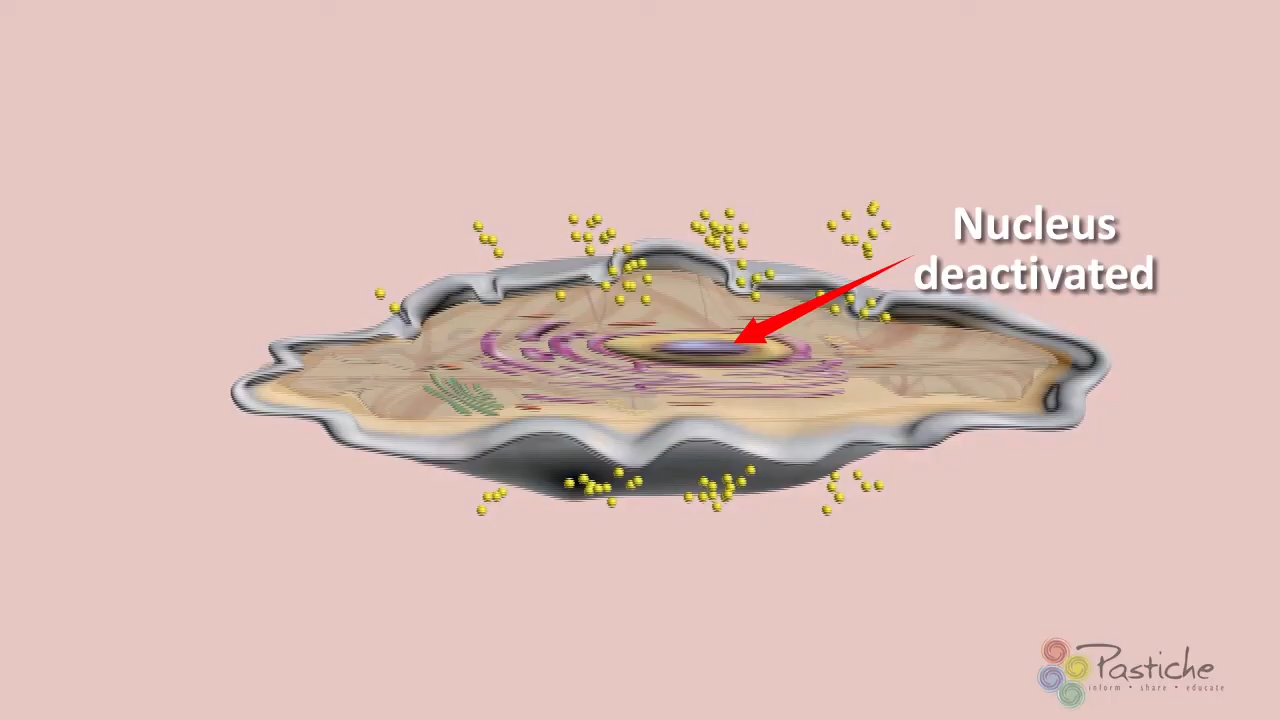 Nucleus
deactivated
Pastiche
inform • share • educate